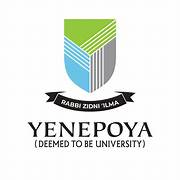 RABBI ZIDNI 'ILMA
YENEPOYA
(DEEMED TO BE UNIVERSITY)